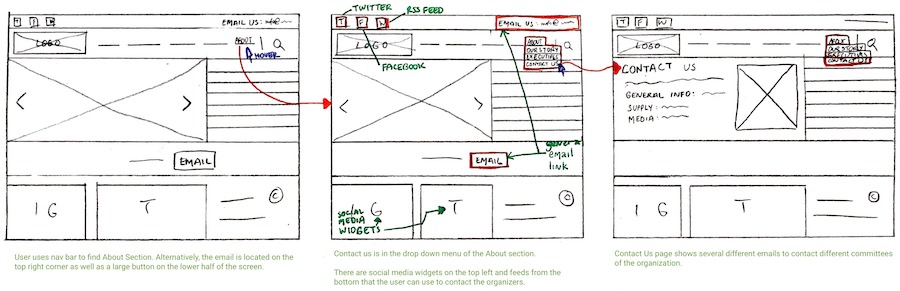 EMAIL US:
LOGO
ABOUT
HOVER
EMAIL
I G
T
©
User uses nav bar to find About Section. Alternatively, the email is located on the
top right corner as well as a large button on the lower half of the screen.
TWITTER
RSS FEED
T F
EMAIL US:
LOGO
ABOUT
OUR STORY
EXECUTIVES
CONTACT US
FACEBOOK
general
email
link
EMAIL
SOCIAL
MEDIA
WIDGETS
G
T
©
Contact us is in the drop down menu of the About section.
There are social media widgets on the top left and feeds from the
bottom that the user can use to contact the organizers.
T F W
LOGO
ABOUT
OUR STORY
EXECUTIVES
CONTACT US
CONTACT US
GENERAL INFO:
SUPPLY:
MEDIA:
I G
T
©
Contact Us page shows several different emails to contact different committees
of the organization.